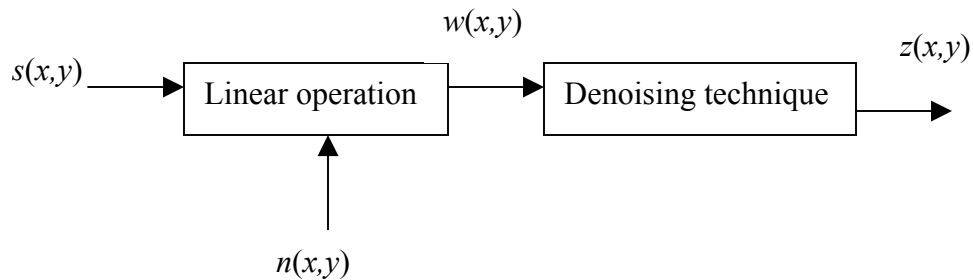 w(x,y)
z(x,y)
s(x,y)
Linear operation
Denoising technique
n(x,y)